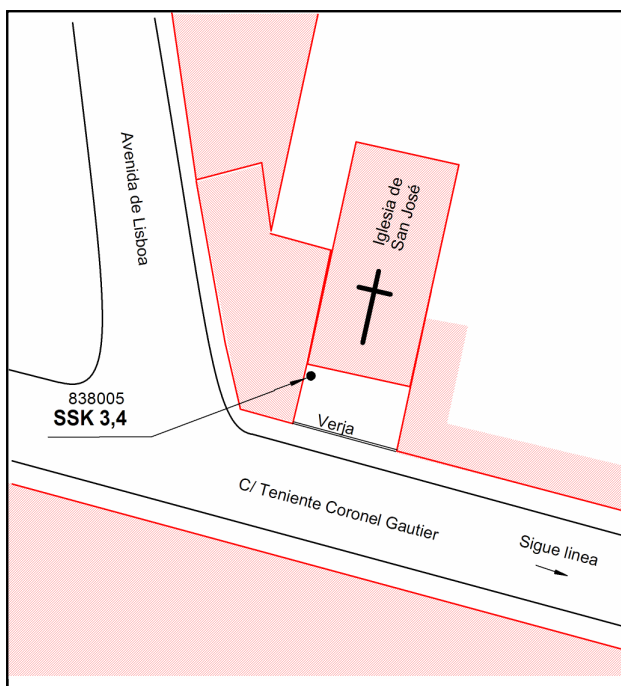 Avenida de Lisboa
Iglesia de
San José
838005
SSK 3,4
Verja
C/ Teniente Coronel Gautier
Sigue linea